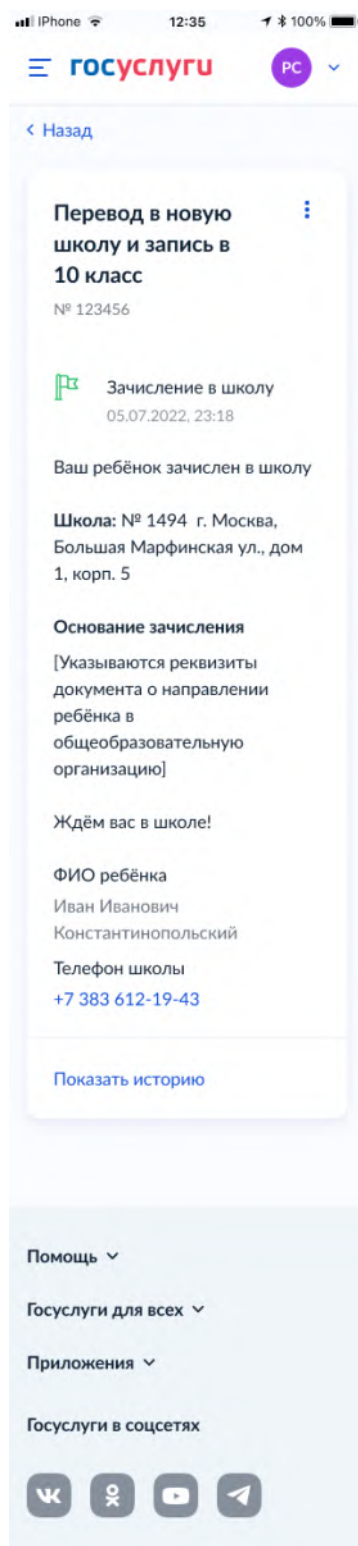 iPhone 12:35 100%
госуслуги РС
Назад
Перевод в новую
школу и запись в
10 класс
№ 123456
Зачисление в школу
05.07.2022, 23:18
Ваш ребёнок зачислен в школу
Школа: № 1494 г. Москва,
Большая Марфинская ул., дом
1, корп. 5
Основание зачисления
[Указываются реквизиты
документа о направлении
ребёнка в
общеобразовательную
организацию]
Ждём вас в школе!
ФИО ребёнка
Иван Иванович
Константинопольский
Телефон школы
+7 383 612-19-43
Показать историю
Помощь
Госуслуги для всех
Приложения
Госуслуги в соцсетях